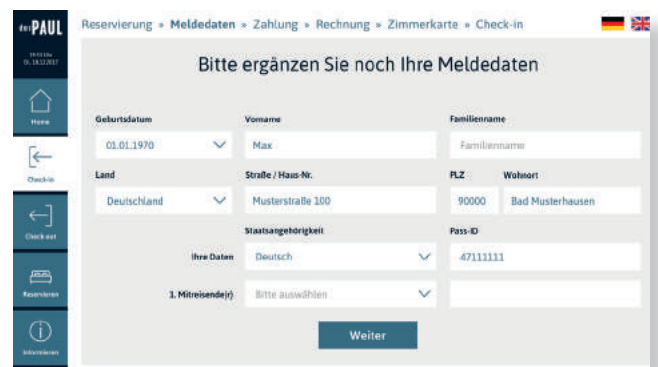 der PAUL
Reservierung » Meldedaten » Zahlung » Rechnung » Zimmerkarte » Check-in
Bitte ergänzen Sie noch Ihre Meldedaten
Home
Geburtsdatum Vorname Familienname
01.01.1970 Max Familienname
Check-in
Land Straße / Haus-Nr. PLZ Wohnort
Deutschland Musterstraße 100 90000 Bad Musterhausen
Check-out
Staatsangehörigkeit Pass-ID
Ihre Daten Deutsch 47111111
Reservieren
1. Mitreisende(r) Bitte auswählen
Weiter
Informieren